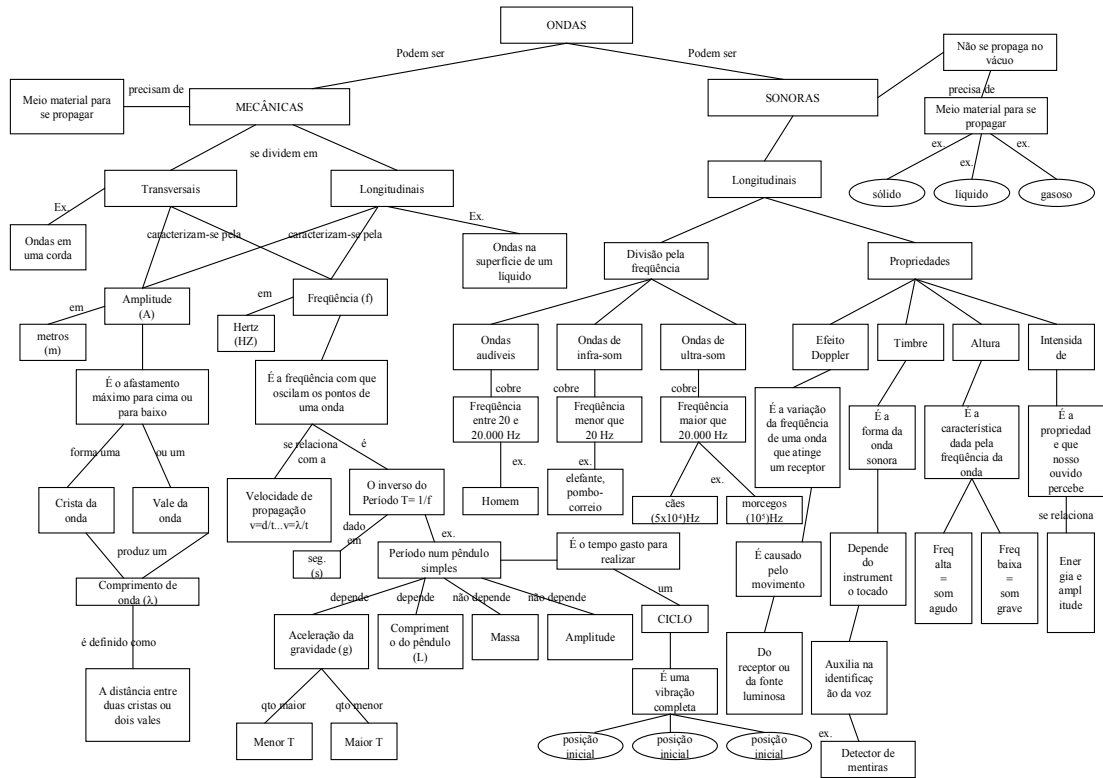 ONDAS
Podem ser
Podem ser
Não se propaga no
vácuo
Meio material para
se propagar
precisam de
MECÂNICAS
SONORAS
precisa de
Meio material para se
propagar
ex.
ex.
ex.
sólido
líquido
gasoso
se dividem em
Transversais
Longitudinais
Longitudinais
Ex.
Ondas em
uma corda
caracterizam-se pela
caracterizam-se pela
Ex.
Ondas na
superfície de um
líquido
Divisão pela
freqüência
Propriedades
em
Amplitude
(A)
metros
(m)
em
Freqüência (f)
Hertz
(HZ)
Ondas
audíveis
Ondas de
infra-som
Ondas de
ultra-som
Efeito
Doppler
Timbre
Altura
Intensida
de
É o afastamento
máximo para cima ou
para baixo
É a freqüência com que
oscilam os pontos de
uma onda
cobre
cobre
cobre
Freqüência
entre 20 e
20.000 Hz
Freqüência
menor que
20 Hz
Freqüência
maior que
20.000 Hz
É a variação
da freqüência
de uma onda
que atinge
um receptor
É a
forma da
onda
sonora
É a
característica
dada pela
freqüência da
onda
É a
propriedad
e que
nosso
ouvido
percebe
forma uma
ou um
se relaciona
com a
é
Crista da
onda
Vale da
onda
Velocidade de
propagação
v=d/t...v=λ/t
O inverso do
Período T= 1/f
ex.
Homem
ex.
elefante,
pombo-
correio
ex.
cães
(5x10⁴)Hz
morcegos
(10⁵)Hz
se relaciona
produz um
dado
em
seg.
(s)
ex.
Período num pêndulo
simples
É o tempo gasto para
realizar
É causado
pelo
movimento
Depende
do
instrument
o tocado
Freq
alta
=
som
agudo
Freq
baixa=
som
grave
Ener
gia e
ampl
itude
Comprimento de
onda (λ)
depende
depende
não depende
não depende
um
CICLO
é definido como
Aceleração da
gravidade (g)
Compriment
o do pêndulo
(L)
Massa
Amplitude
A distância entre
duas cristas ou
dois vales
qto maior
qto menor
Menor T
Maior T
É uma
vibração
completa
Do
receptor ou
da fonte
luminosa
Auxilia na
identificaç
ão da voz
posição
inicial
posição
inicial
posição
inicial
ex.
Detector de
mentiras